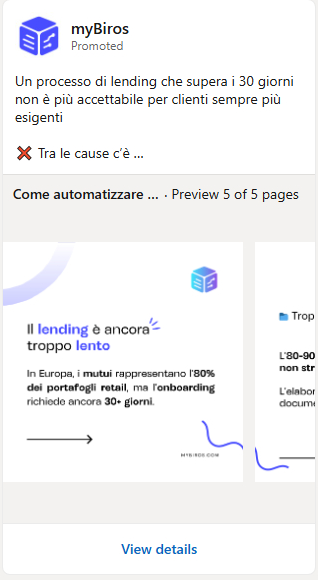 myBiros
Promoted
Un processo di lending che supera i 30 giorni
non è più accettabile per clienti sempre più
esigenti
❌ Tra le cause c'è ...
Come automatizzare ... · Preview 5 of 5 pages
Il lending è ancora
troppo lento
In Europa, i mutui rappresentano l'80%
dei portafogli retail, ma l'onboarding
richiede ancora 30+ giorni.
MYBIROS.COM
Trop
L'80-90
non str
L'elabor
docume
View details